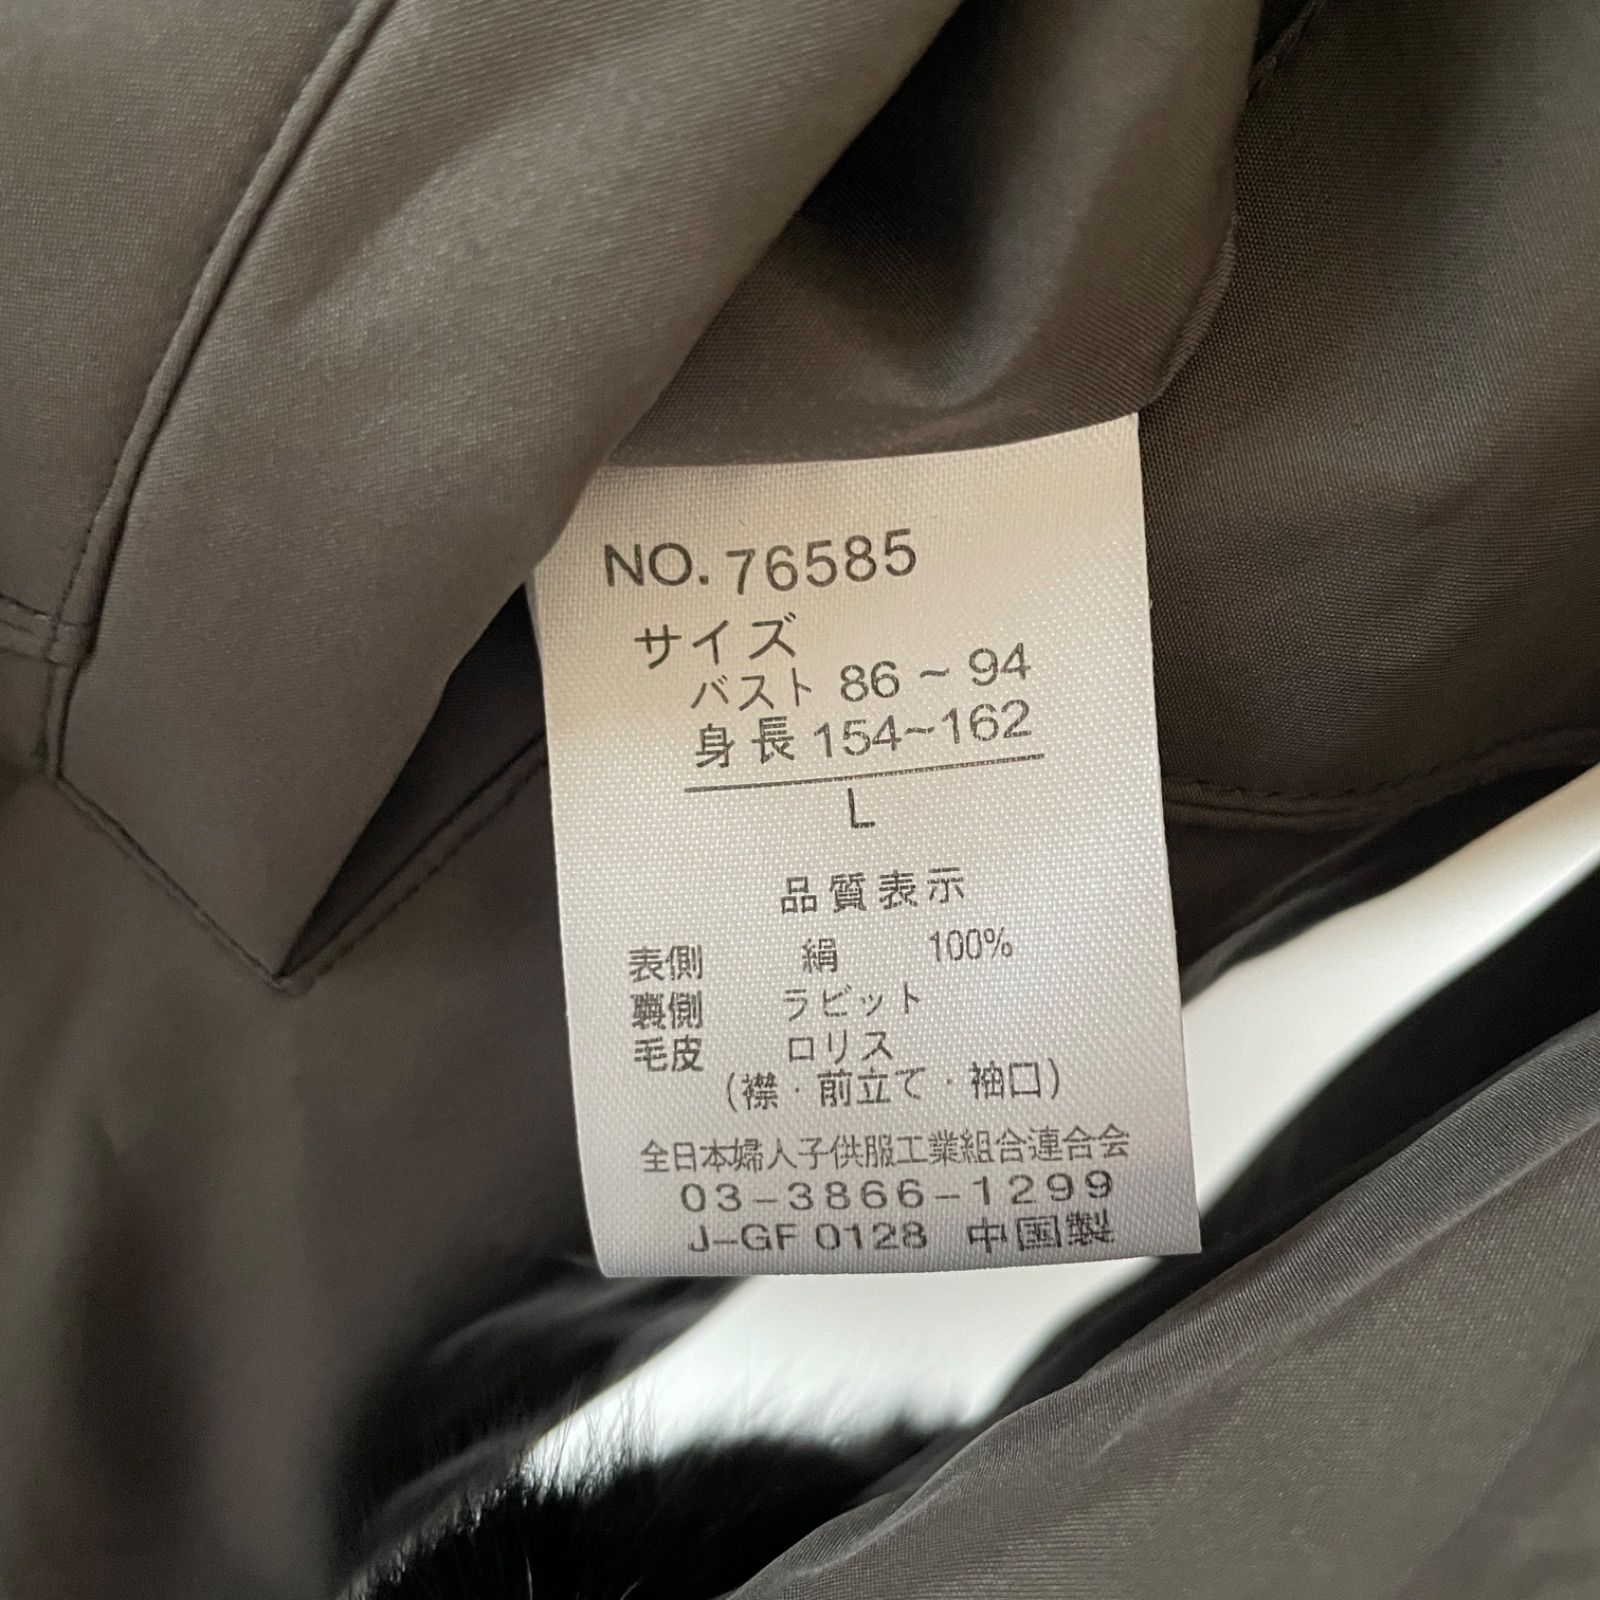 NO. 76585
サイズ
バスト 86 ~ 94
身長 154~162
L
品質表示
表側 絹 100%
裏側 ラビット
毛皮 ロリス
(襟・前立て・袖口)
全日本婦人子供服工業組合連合会
03-3866-1299
J-GF 0128 中国製